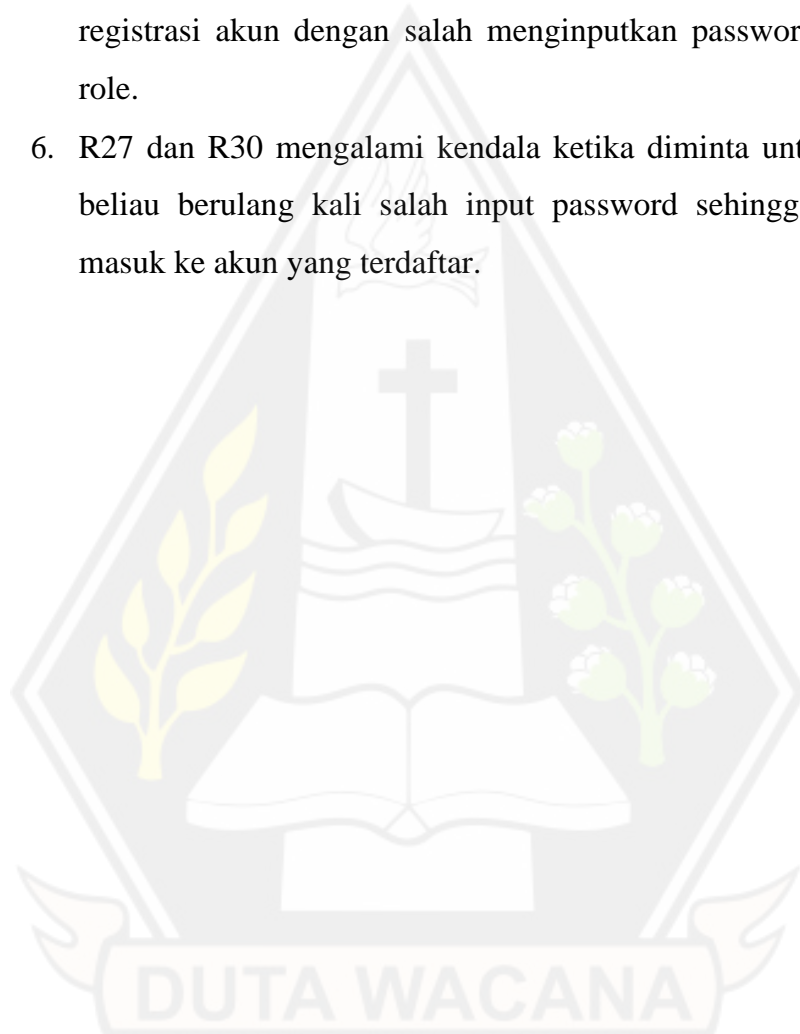 registrasi akun dengan salah menginputkan passwor
role.
6. R27 dan R30 mengalami kendala ketika diminta unt
beliau berulang kali salah input password sehingg
masuk ke akun yang terdaftar.
DUTA WACANA